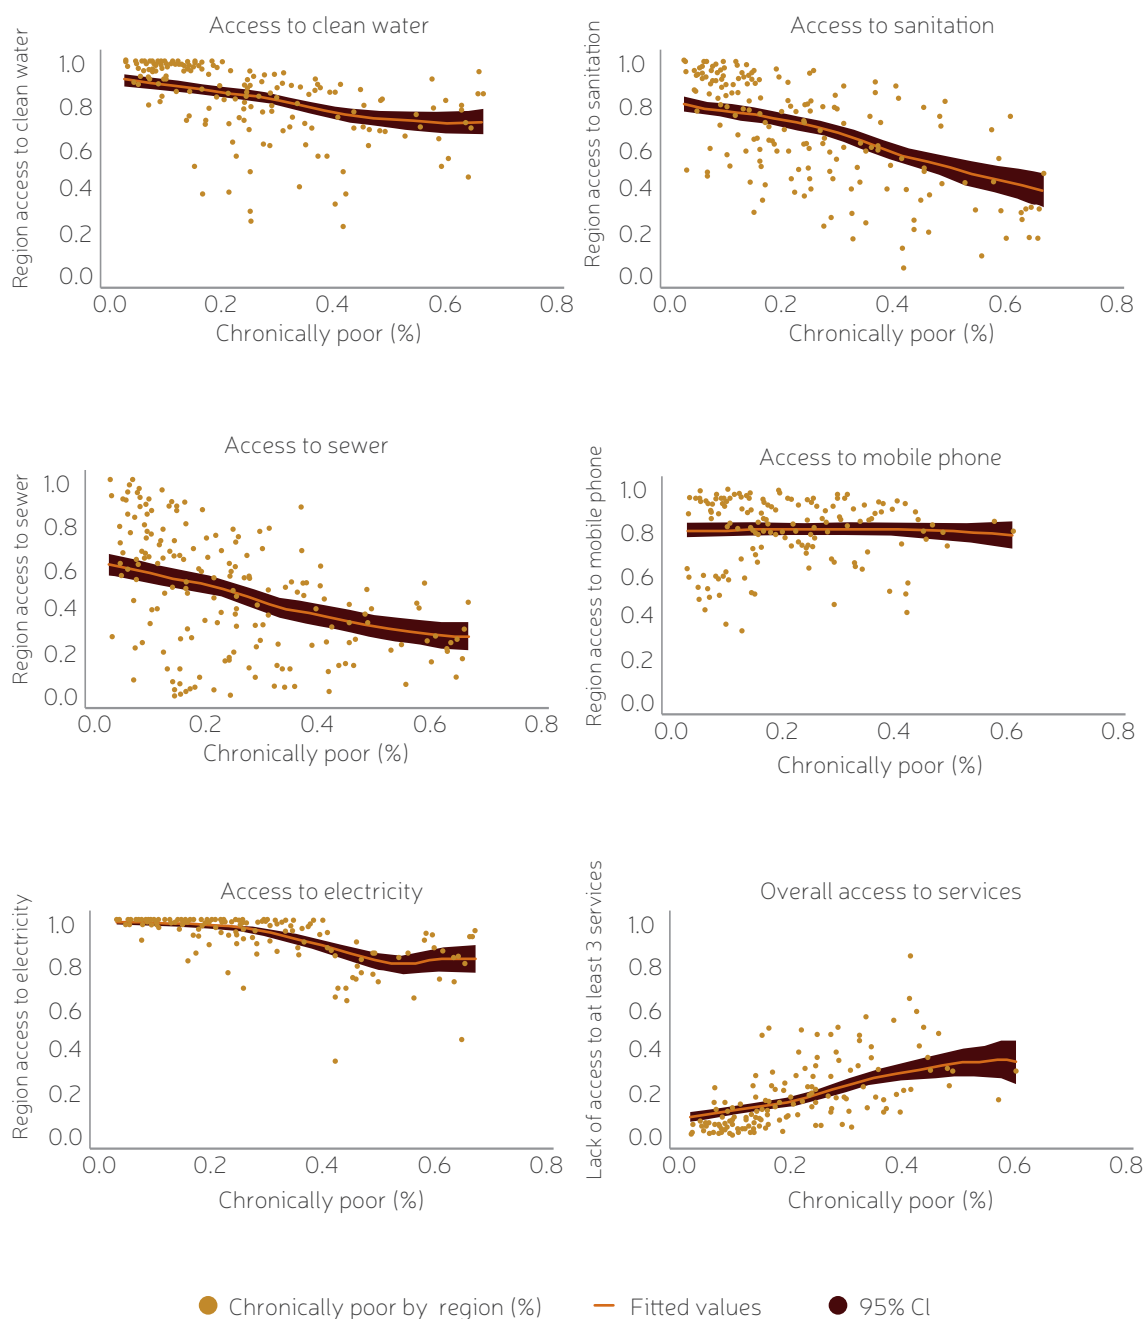 Access to clean water
Region access to clean water
1.0
0.8
0.6
0.4
0.2
0.0
0.0 0.2 0.4 0.6 0.8
Chronically poor (%)
Access to sanitation
Region access to sanitation
1.0
0.8
0.6
0.4
0.2
0.0
0.0 0.2 0.4 0.6 0.8
Chronically poor (%)
Access to sewer
Region access to sewer
1.0
0.8
0.6
0.4
0.2
0.0
0.0 0.2 0.4 0.6 0.8
Chronically poor (%)
Access to mobile phone
Region access to mobile phone
1.0
0.8
0.6
0.4
0.2
0.0
0.0 0.2 0.4 0.6 0.8
Chronically poor (%)
Access to electricity
Region access to electricity
1.0
0.8
0.6
0.4
0.2
0.0
0.0 0.2 0.4 0.6 0.8
Chronically poor (%)
Overall access to services
Lack of access to at least 3 services
1.0
0.8
0.6
0.4
0.2
0.0
0.0 0.2 0.4 0.6 0.8
Chronically poor (%)
Chronically poor by region (%) Fitted values 95% CI